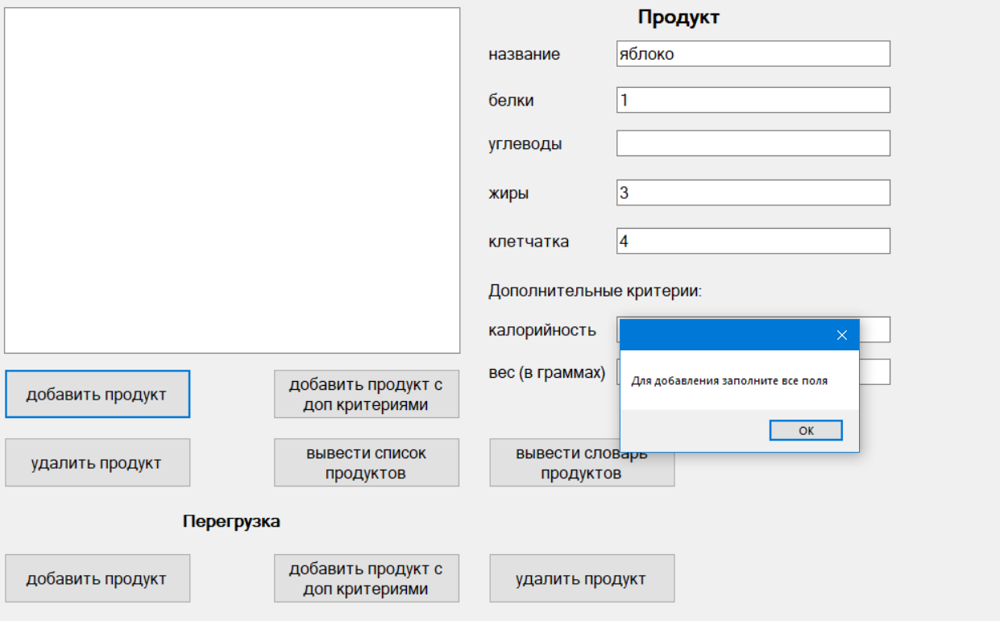 Продукт
название
яблоко
белки
1
углеводы
жиры
3
клетчатка
4
Дополнительные критерии:
калорийность
вес (в граммах)
Для добавления заполните все поля
ОК
добавить продукт
добавить продукт с
доп критериями
удалить продукт
вывести список
продуктов
вывести словарь
продуктов
Перегрузка
добавить продукт
добавить продукт с
доп критериями
удалить продукт